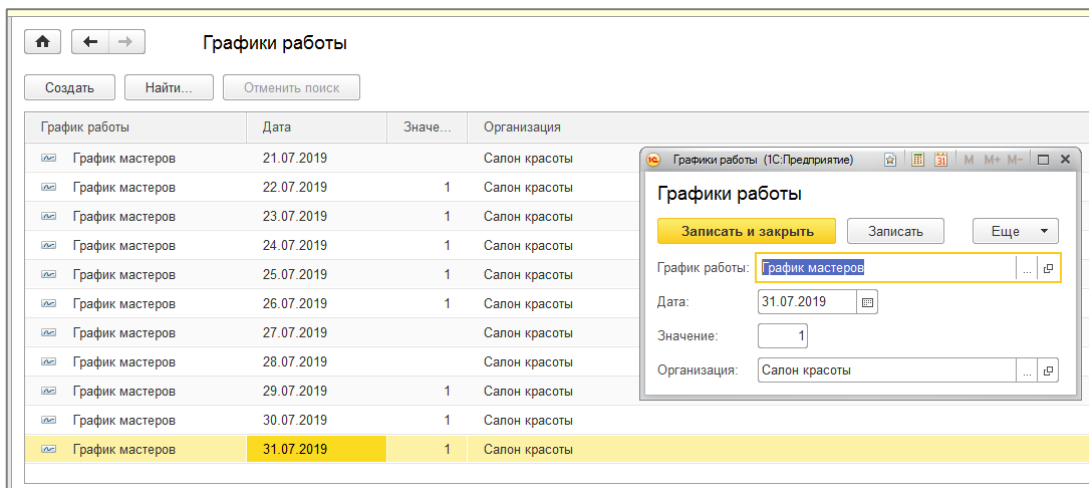 Графики работы
Создать Найти... Отменить поиск
График работы Дата Значе... Организация
График мастеров 21.07.2019 Салон красоты
График мастеров 22.07.2019 1 Салон красоты
График мастеров 23.07.2019 1 Салон красоты
График мастеров 24.07.2019 1 Салон красоты
График мастеров 25.07.2019 1 Салон красоты
График мастеров 26.07.2019 1 Салон красоты
График мастеров 27.07.2019 Салон красоты
График мастеров 28.07.2019 Салон красоты
График мастеров 29.07.2019 1 Салон красоты
График мастеров 30.07.2019 1 Салон красоты
График мастеров 31.07.2019 1 Салон красоты
1С Графики работы (1С:Предприятие) 31 M M+ M-
Графики работы
Записать и закрыть Записать Еще
График работы: График мастеров ...
Дата: 31.07.2019
Значение: 1
Организация: Салон красоты ...